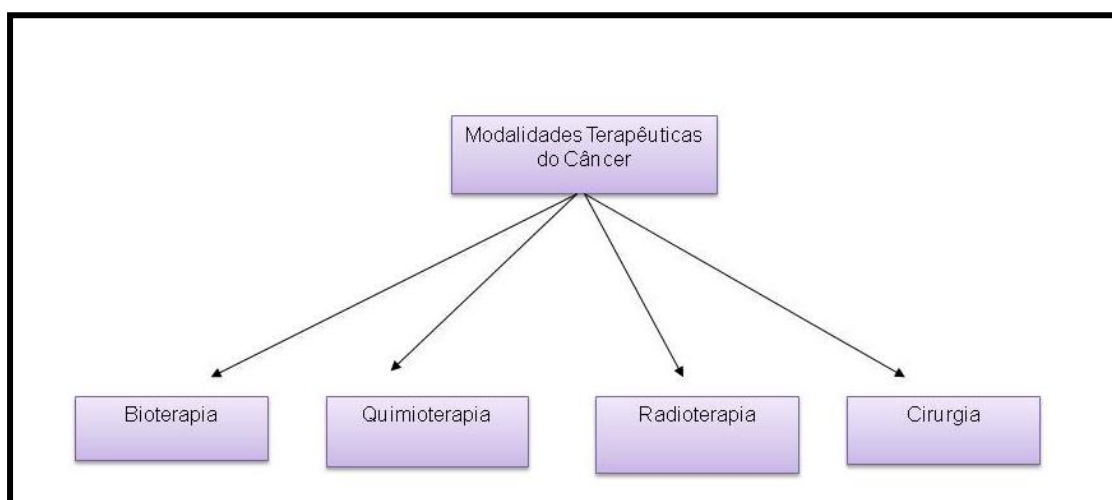 Modalidades Terapêuticas
do Câncer
Bioterapia
Quimioterapia
Radioterapia
Cirurgia